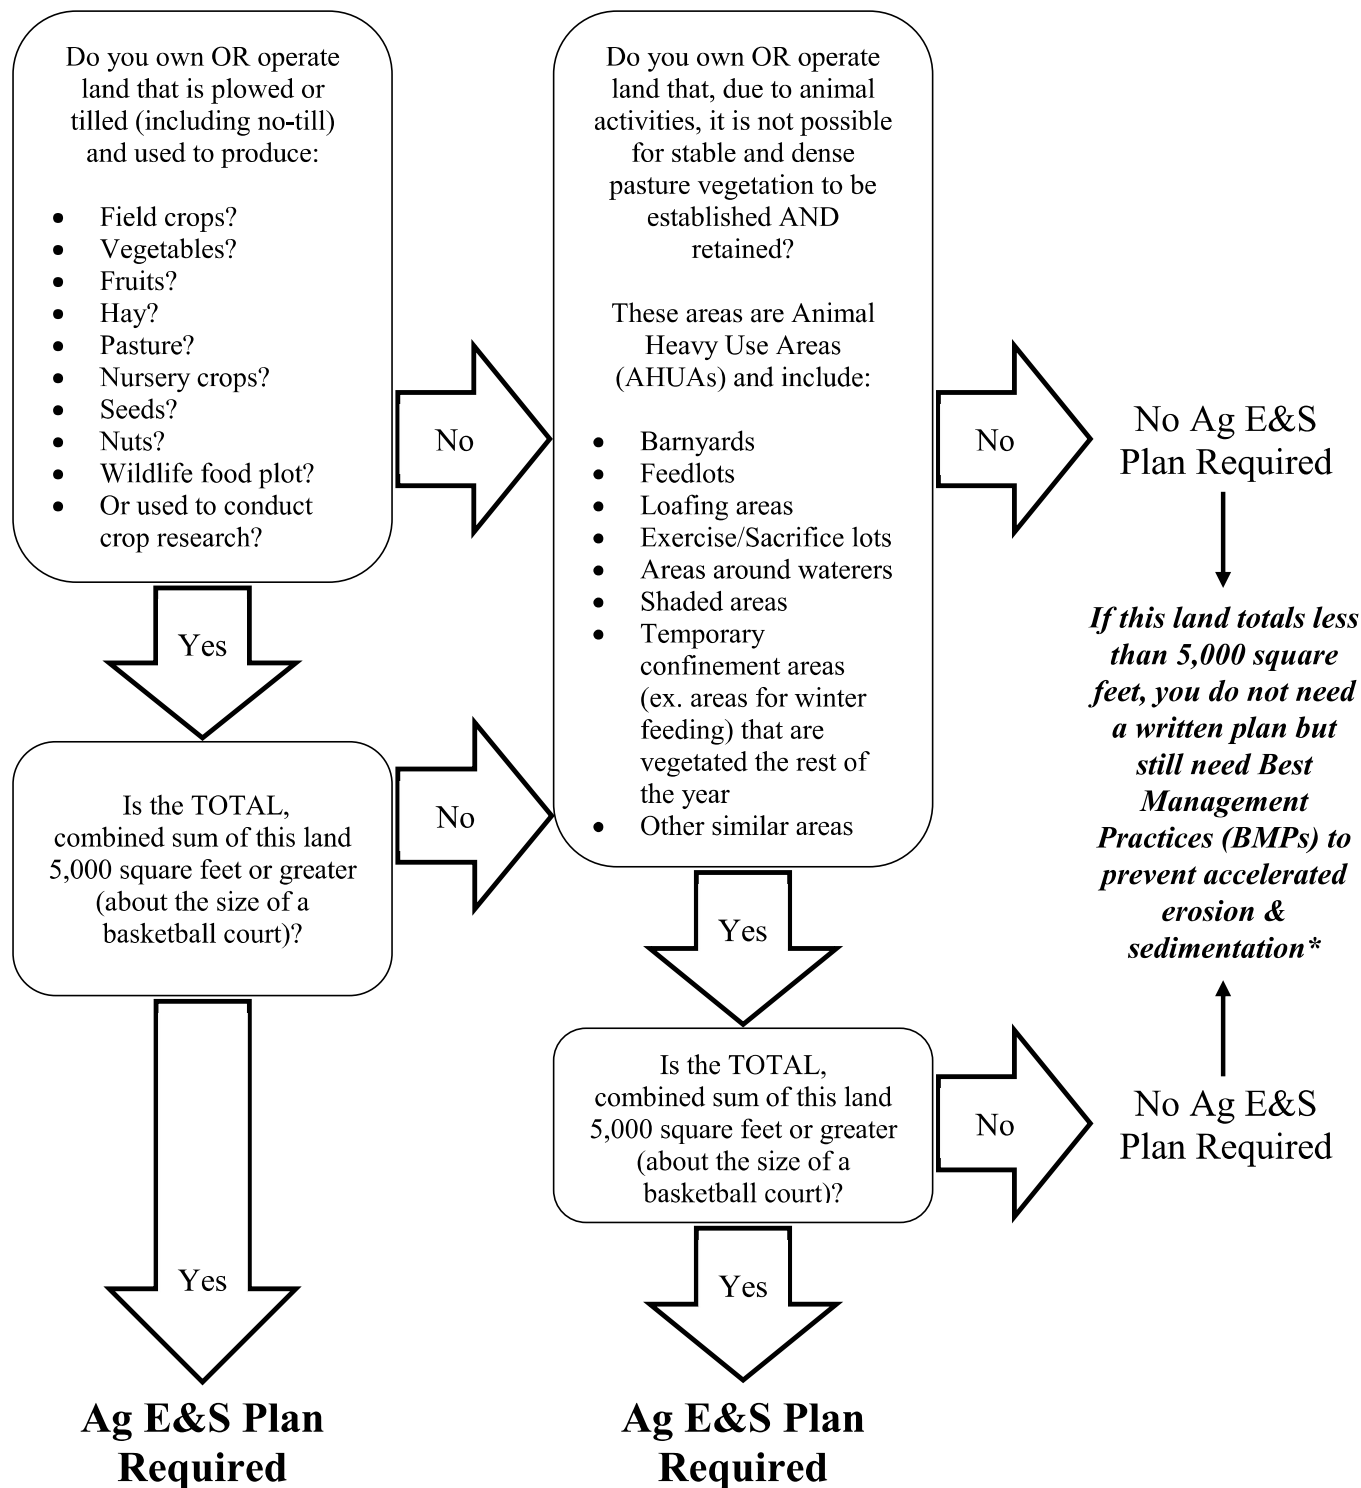 Do you own OR operate
land that is plowed or
tilled (including no-till)
and used to produce:
• Field crops?
• Vegetables?
• Fruits?
• Hay?
• Pasture?
• Nursery crops?
• Seeds?
• Nuts?
• Wildlife food plot?
• Or used to conduct
crop research?
No
Yes
Is the TOTAL,
combined sum of this land
5,000 square feet or greater
(about the size of a
basketball court)?
No
Yes
Ag E&S Plan
Required
Do you own OR operate
land that, due to animal
activities, it is not possible
for stable and dense
pasture vegetation to be
established AND
retained?
These areas are Animal
Heavy Use Areas
(AHUAs) and include:
• Barnyards
• Feedlots
• Loafing areas
• Exercise/Sacrifice lots
• Areas around waterers
• Shaded areas
• Temporary
confinement areas
(ex. areas for winter
feeding) that are
vegetated the rest of
the year
• Other similar areas
No
Yes
Is the TOTAL,
combined sum of this land
5,000 square feet or greater
(about the size of a
basketball court)?
No
Yes
Ag E&S Plan
Required
No Ag E&S
Plan Required
If this land totals less
than 5,000 square
feet, you do not need
a written plan but
still need Best
Management
Practices (BMPs) to
prevent accelerated
erosion &
sedimentation*
No Ag E&S
Plan Required